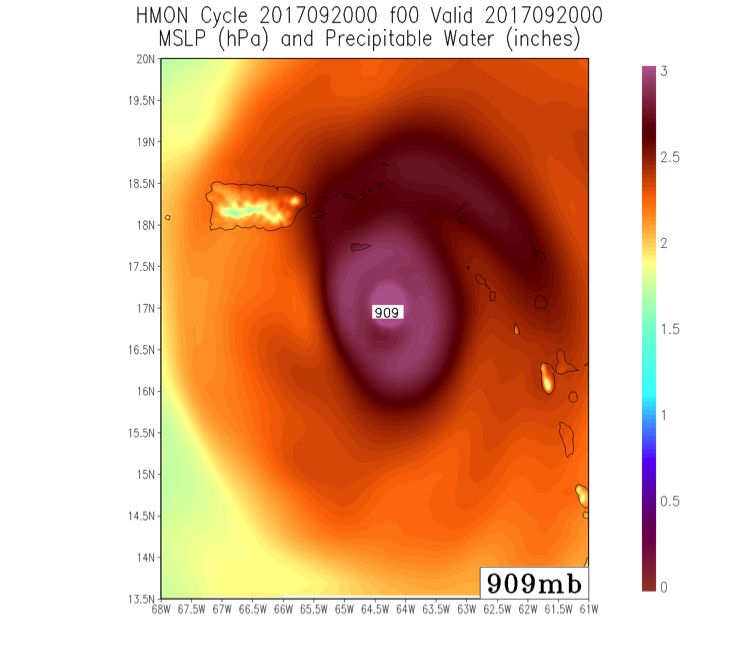 HMON Cycle 2017092000 f00 Valid 2017092000
MSLP (hPa) and Precipitable Water (inches)
20N
19.5N
19N
18.5N
18N
17.5N
17N
16.5N
16N
15.5N
15N
14.5N
14N
13.5N
909
909mb
68W 67.5W 67W 66.5W 66W 65.5W 65W 64.5W 64W 63.5W 63W 62.5W 62W 61.5W 61W
3
2.5
2
1.5
1
0.5
0